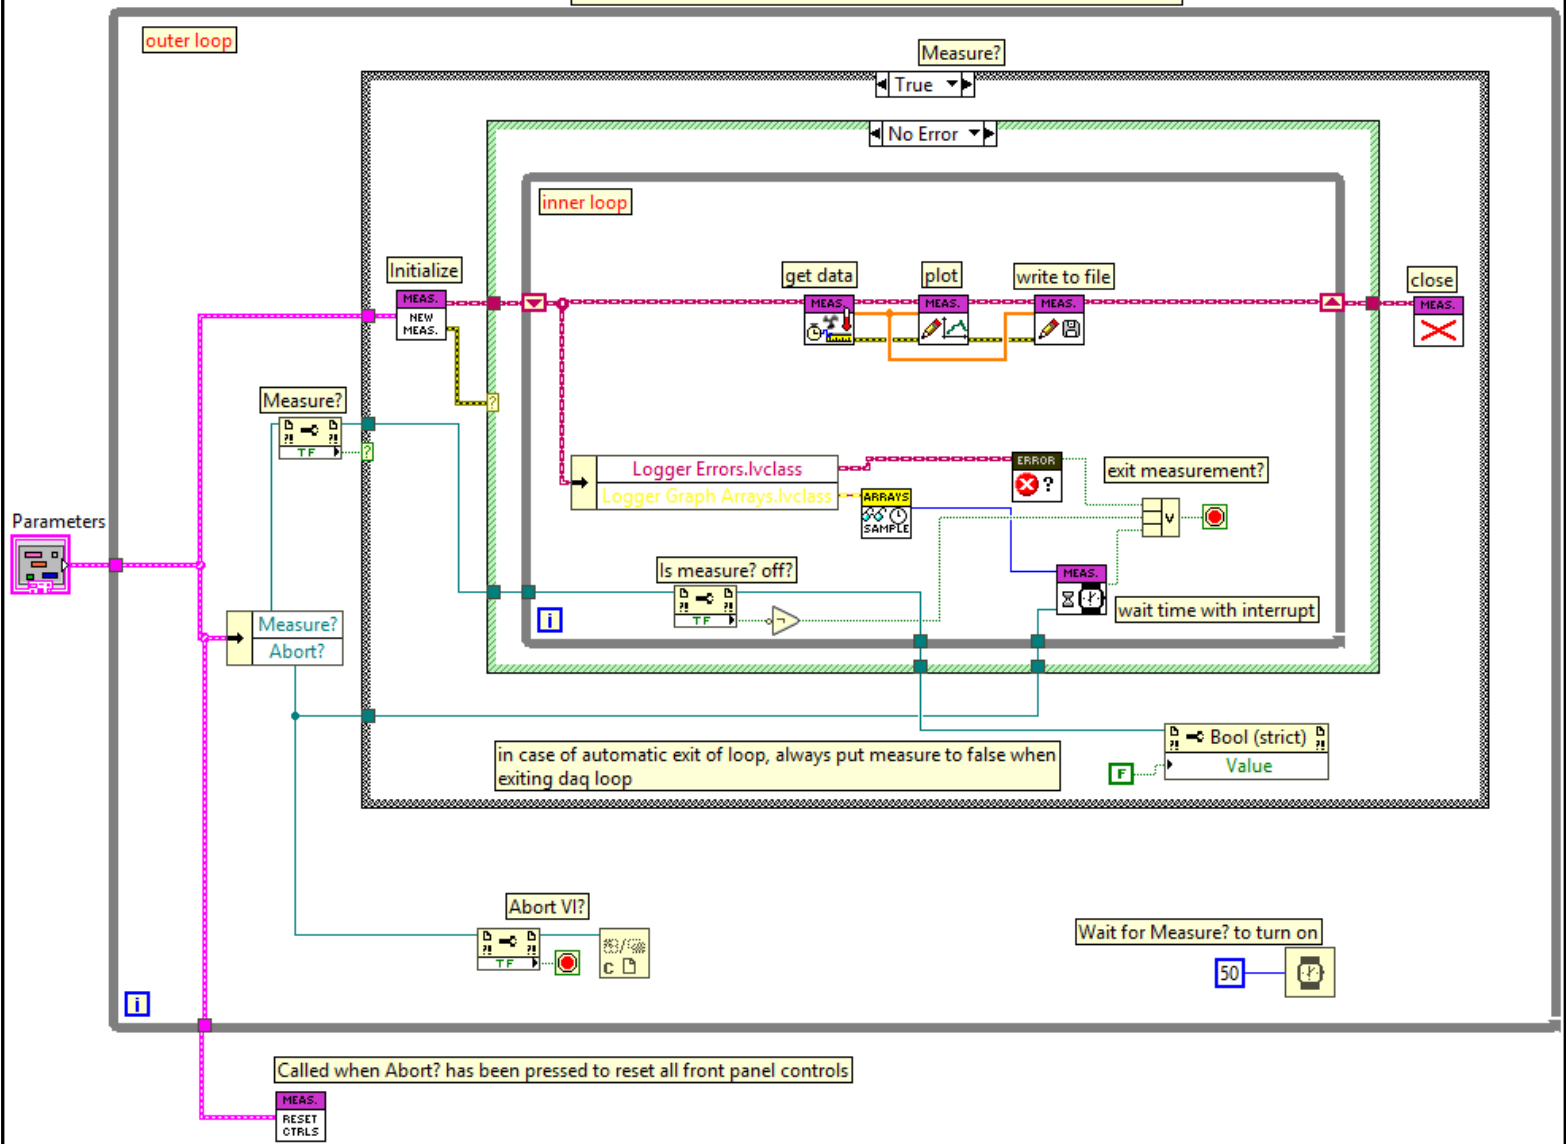 outer loop
Measure?
True
No Error
inner loop
Initialize
get data
plot
write to file
close
MEAS.
NEW
MEAS.
MEAS.
MEAS.
MEAS.
MEAS.
?
Measure?
?! ?!
TF
?
Logger Errors.lvclass
Logger Graph Arrays.lvclass
ERROR
?
ARRAYS
SAMPLE
exit measurement?
v
Parameters
Is measure? off?
?! ?!
TF
MEAS.
wait time with interrupt
i
Measure?
Abort?
in case of automatic exit of loop, always put measure to false when
exiting daq loop
?! Bool (strict) ?!
Value
F
Abort VI?
?! ?!
TF
C
Wait for Measure? to turn on
50
i
Called when Abort? has been pressed to reset all front panel controls
MEAS.
RESET
CTRLS